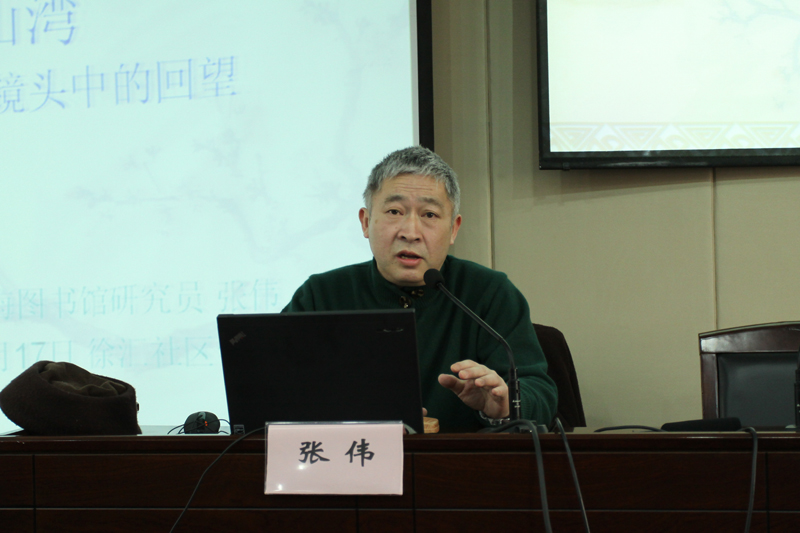 山湾
镜头中的回望
海图书馆研究员 张伟
月17日 徐汇社区
张 伟